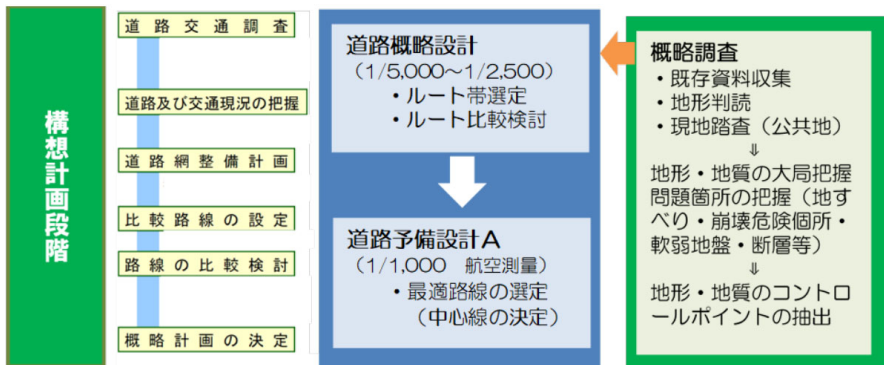 構想計画段階
道路交通調査
道路及び交通現況の把握
道路網整備計画
比較路線の設定
路線の比較検討
概略計画の決定
道路概略設計
（1/5,000～1/2,500）
・ルート帯選定
・ルート比較検討
道路予備設計A
（1/1,000　航空測量）
・最適路線の選定
（中心線の決定）
概略調査
・既存資料収集
・地形判読
・現地踏査（公共地）
⇓
地形・地質の大局把握
問題箇所の把握（地す
べり・崩壊危険個所・
軟弱地盤・断層等）
⇓
地形・地質のコントロ
ールポイントの抽出